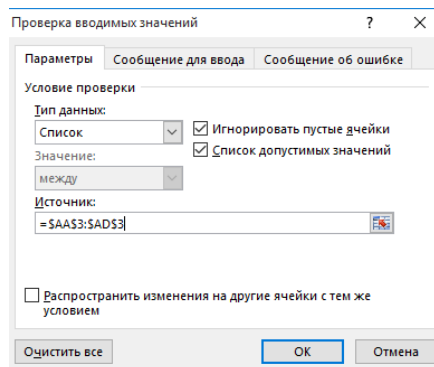 Проверка вводимых значений ? ×
Параметры Сообщение для ввода Сообщение об ошибке
Условие проверки
Тип данных:
Список
Игнорировать пустые ячейки
Список допустимых значений
Значение:
между
Источник:
=$AA$3:$AD$3
Распространить изменения на другие ячейки с тем же
условием
Очистить все ОК Отмена